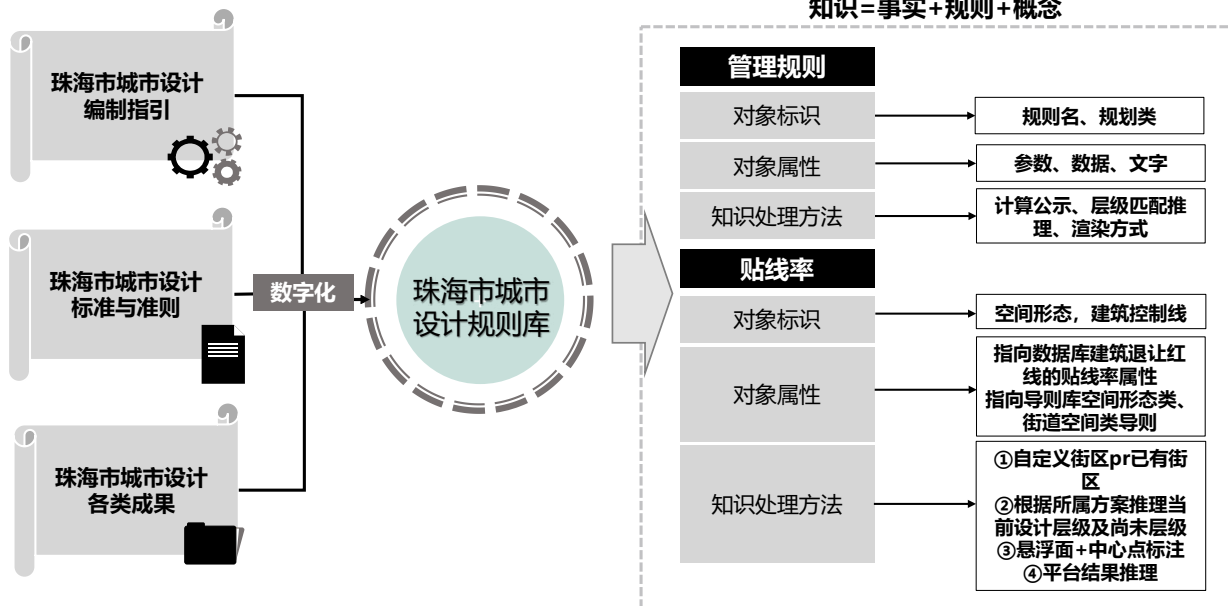 知识=事实+规则+概念
珠海市城市设计
编制指引
珠海市城市设计
标准与准则
珠海市城市设计
各类成果
数字化
珠海市城市
设计规则库
管理规则
对象标识
规则名、规划类
对象属性
参数、数据、文字
知识处理方法
计算公示、层级匹配推
理、渲染方式
贴线率
对象标识
空间形态，建筑控制线
对象属性
指向数据库建筑退让红
线的贴线率属性
指向导则库空间形态类、
街道空间类导则
知识处理方法
①自定义街区pr已有街
区
②根据所属方案推理当
前设计层级及尚未层级
③悬浮面+中心点标注
④平台结果推理